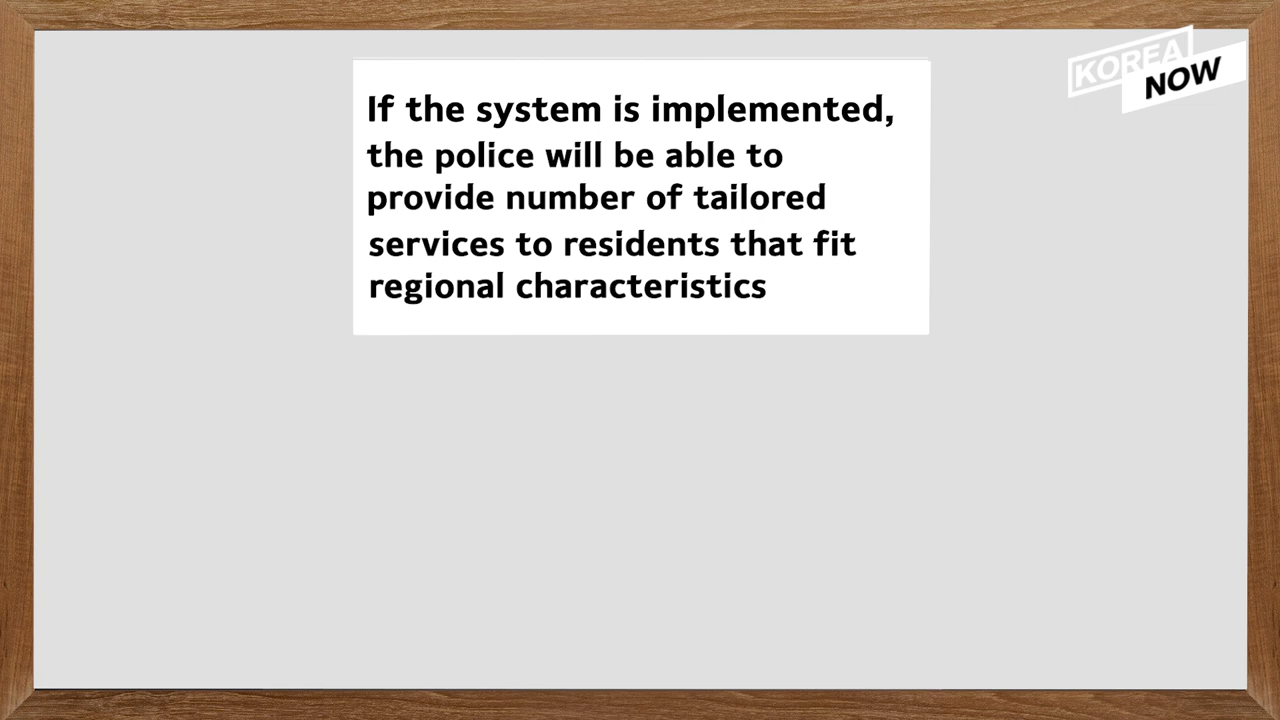 KOREA
NOW
If the system is implemented,
the police will be able to
provide number of tailored
services to residents that fit
regional characteristics